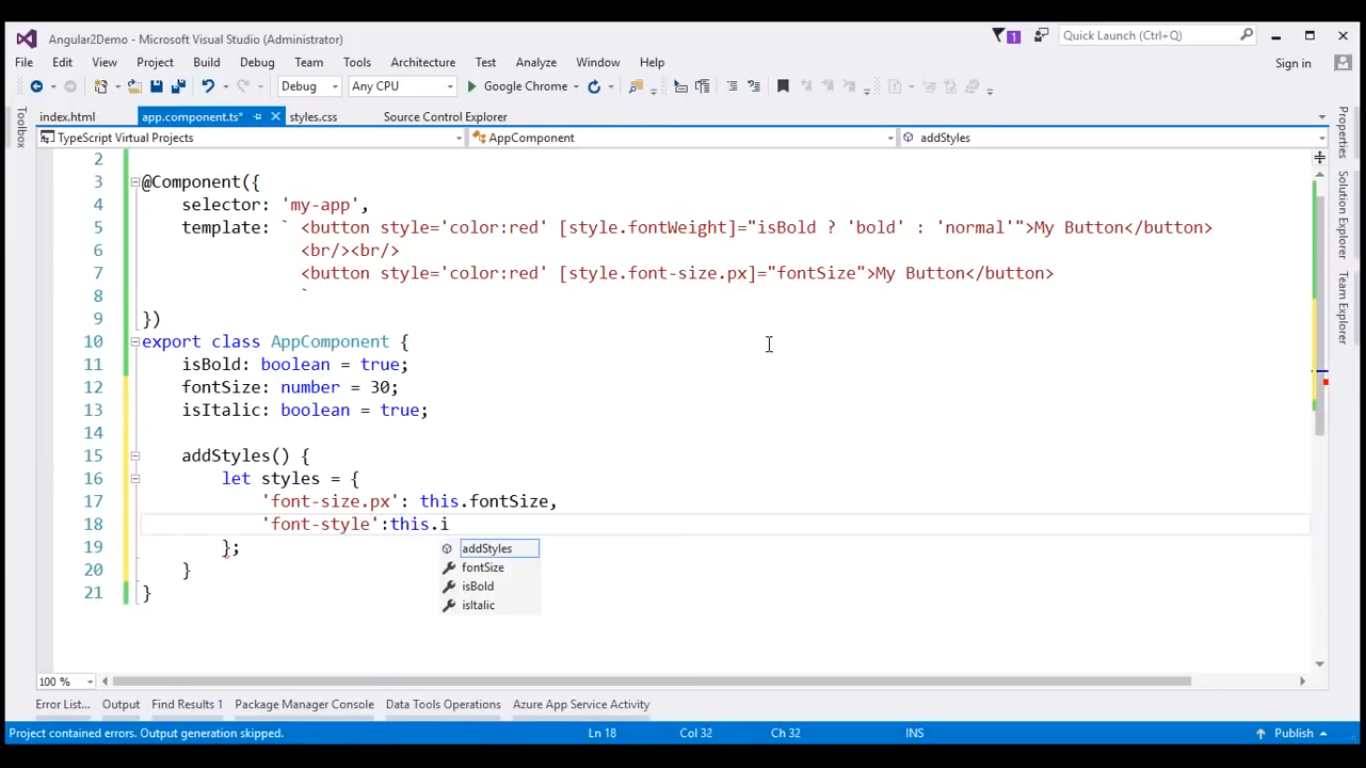 Angular2Demo - Microsoft Visual Studio (Administrator)
1
Quick Launch (Ctrl+Q)
File Edit View Project Build Debug Team Tools Architecture Test Analyze Window Help
Sign in
Debug Any CPU Google Chrome
index.html app.component.ts* styles.css Source Control Explorer
TypeScript Virtual Projects AppComponent addStyles
Toolbox
Properties
Solution Explorer
Team Explorer
2
3 @Component({
4 selector: 'my-app',
5 template: ` <button style='color:red' [style.fontWeight]="isBold ? 'bold' : 'normal'">My Button</button>
6 <br/><br/>
7 <button style='color:red' [style.font-size.px]="fontSize">My Button</button>
8 `
9 })
10 export class AppComponent {
11 isBold: boolean = true;
12 fontSize: number = 30;
13 isItalic: boolean = true;
14
15 addStyles() {
16 let styles = {
17 'font-size.px': this.fontSize,
18 'font-style':this.i
19 };
20 }
21 }
addStyles
fontSize
isBold
isItalic
100 %
Error List... Output Find Results 1 Package Manager Console Data Tools Operations Azure App Service Activity
Project contained errors. Output generation skipped. Ln 18 Col 32 Ch 32 INS Publish